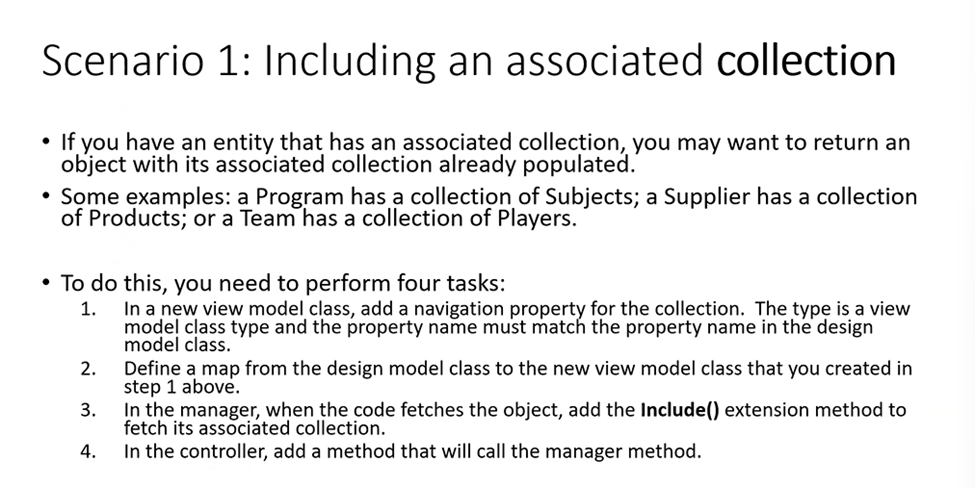 Scenario 1: Including an associated collection
• If you have an entity that has an associated collection, you may want to return an
object with its associated collection already populated.
• Some examples: a Program has a collection of Subjects; a Supplier has a collection
of Products; or a Team has a collection of Players.
• To do this, you need to perform four tasks:
1. In a new view model class, add a navigation property for the collection.  The type is a view
model class type and the property name must match the property name in the design
model class.
2. Define a map from the design model class to the new view model class that you created in
step 1 above.
3. In the manager, when the code fetches the object, add the Include() extension method to
fetch its associated collection.
4. In the controller, add a method that will call the manager method.